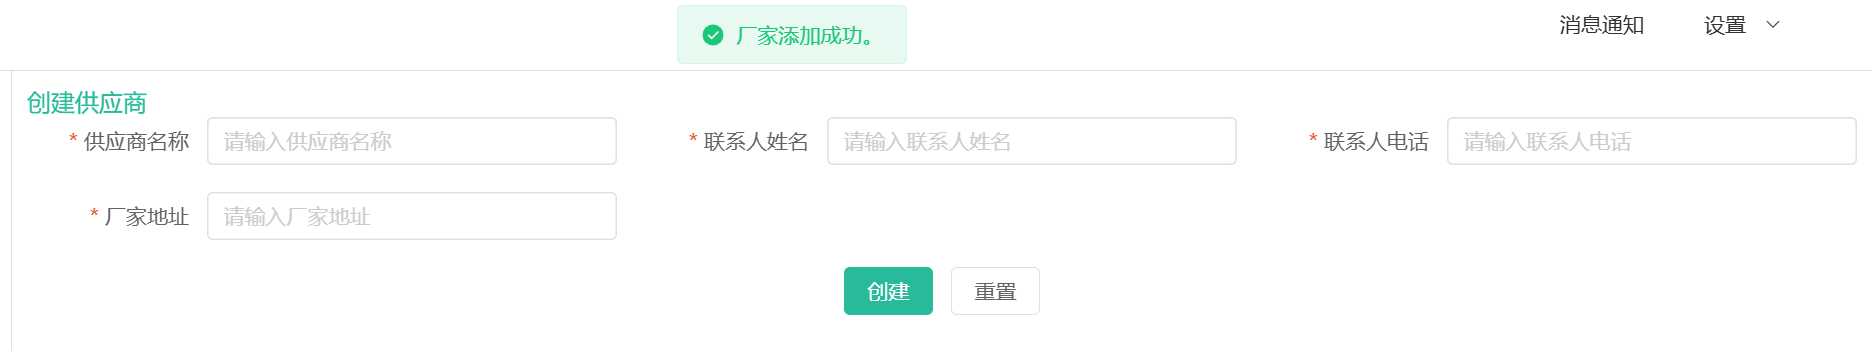 厂家添加成功。
消息通知 设置
创建供应商
* 供应商名称 请输入供应商名称 * 联系人姓名 请输入联系人姓名 * 联系人电话 请输入联系人电话
* 厂家地址 请输入厂家地址
创建 重置